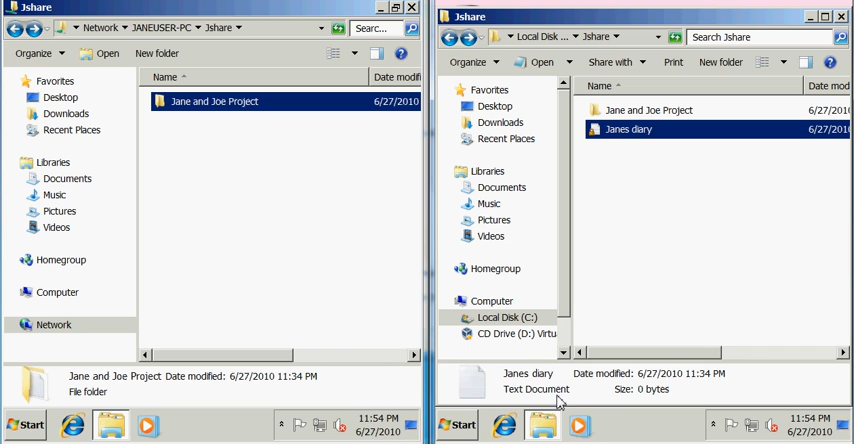 Jshare
Network ▸ JANEUSER-PC ▸ Jshare ▸
Searc...
Organize
Open
New folder
Name
Date modif
Favorites
Desktop
Downloads
Recent Places
Libraries
Documents
Music
Pictures
Videos
Homegroup
Computer
Network
Jane and Joe Project
6/27/2010
Jane and Joe Project Date modified: 6/27/2010 11:34 PM
File folder
Start
11:54 PM
6/27/2010
Jshare
Local Disk ... ▸ Jshare ▸
Search Jshare
Organize
Open
Share with
Print
New folder
Name
Date mod
Favorites
Desktop
Downloads
Recent Places
Libraries
Documents
Music
Pictures
Videos
Homegroup
Computer
Local Disk (C:)
CD Drive (D:) Virtua
Jane and Joe Project
6/27/2010
Janes diary
6/27/2010
Janes diary Date modified: 6/27/2010 11:34 PM
Text Document Size: 0 bytes
Start
11:54 PM
6/27/2010